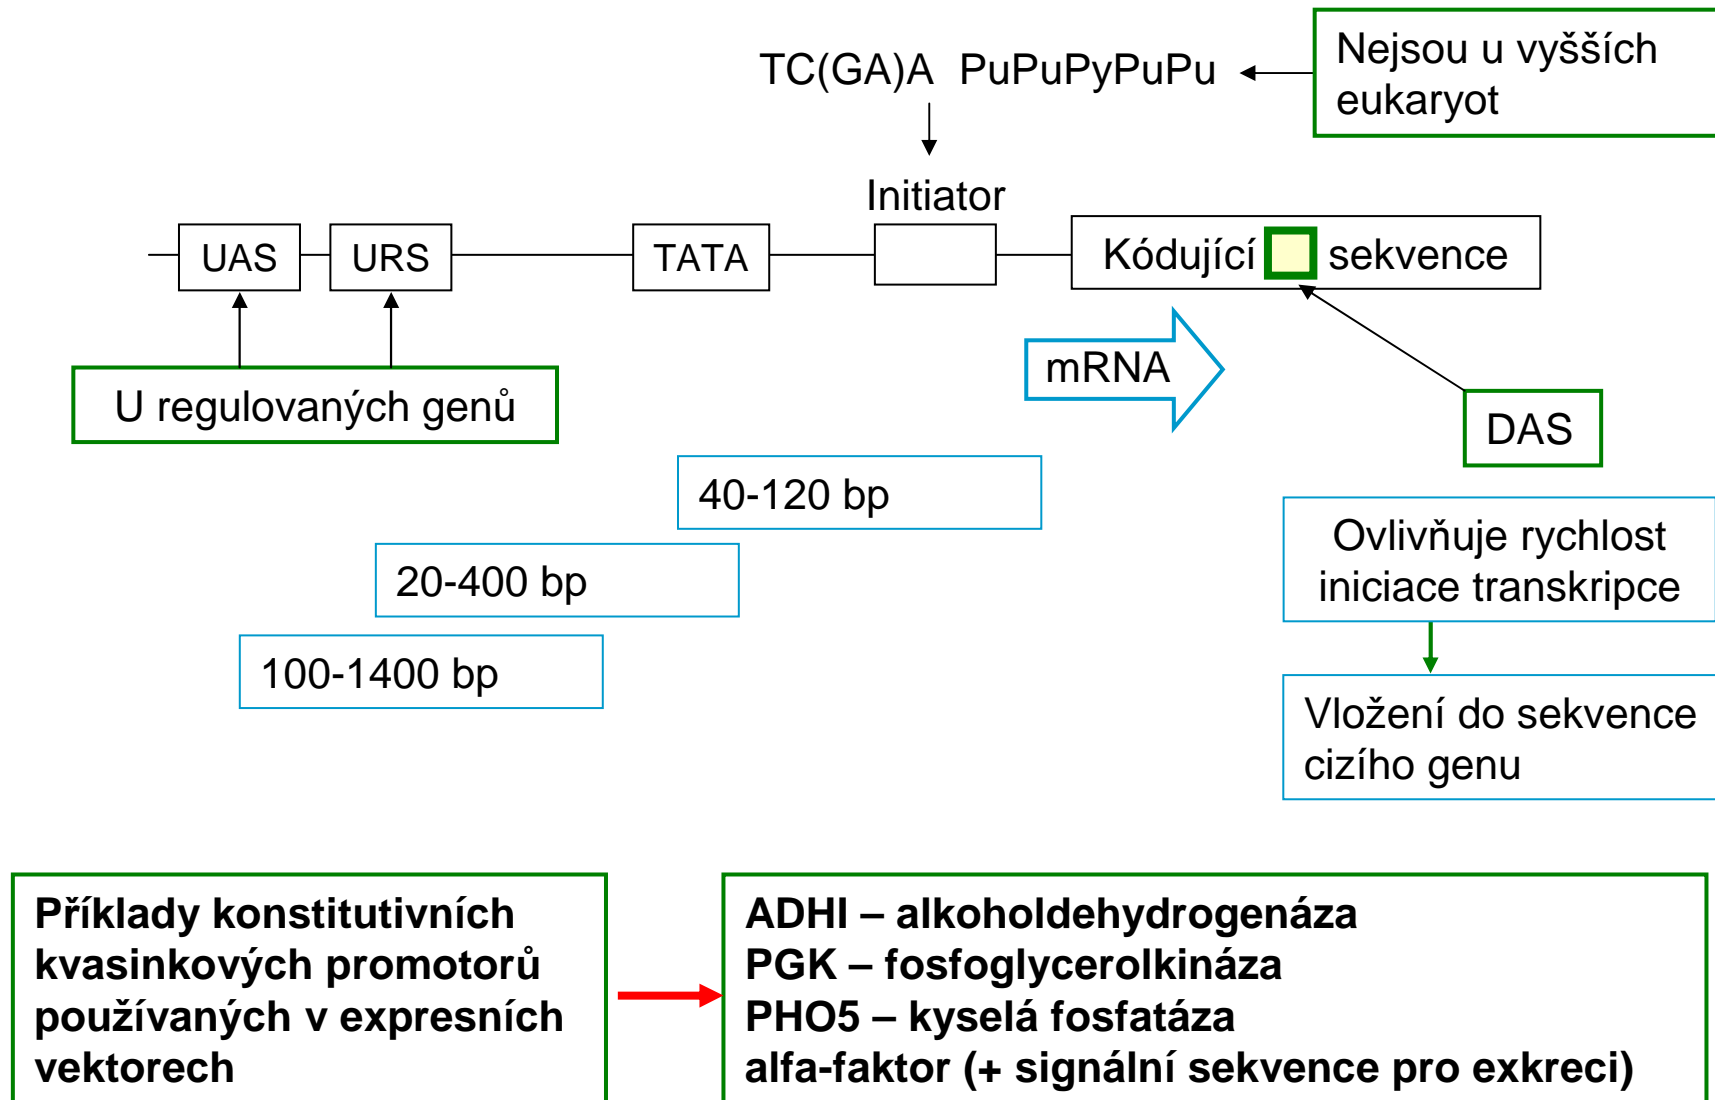 TC(GA)A PuPuPyPuPu
Nejsou u vyšších
eukaryot
Initiator
UAS
URS
TATA
Kódující
sekvence
U regulovaných genů
mRNA
DAS
40-120 bp
20-400 bp
100-1400 bp
Ovlivňuje rychlost
iniciace transkripce
Vložení do sekvence
cizího genu
Příklady konstitutivních
kvasinkových promotorů
používaných v expresních
vektorech
ADHI – alkoholdehydrogenáza
PGK – fosfoglycerolkináza
PHO5 – kyselá fosfatáza
alfa-faktor (+ signální sekvence pro exkreci)